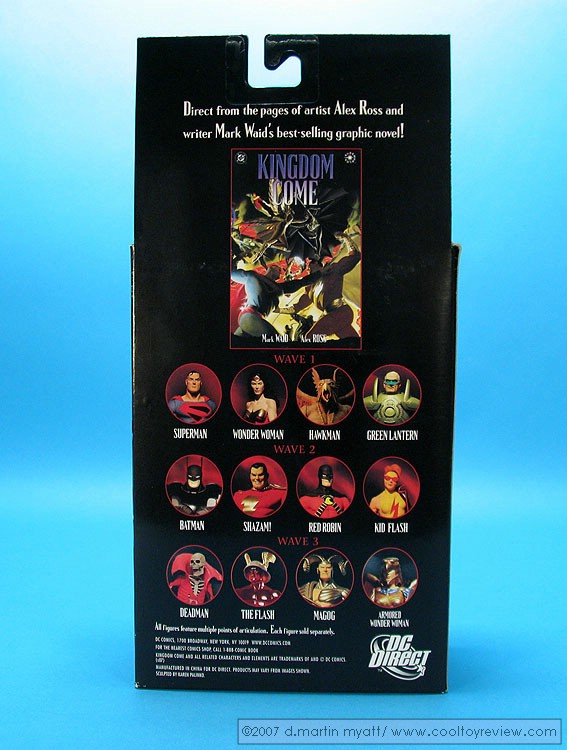 Direct from the pages of artist Alex Ross and
writer Mark Waid's best-selling graphic novel!
KINGDOM
COME
Mark WAID Alex ROSS
WAVE 1
SUPERMAN WONDER WOMAN HAWKMAN GREEN LANTERN
WAVE 2
BATMAN SHAZAM! RED ROBIN KID FLASH
WAVE 3
DEADMAN THE FLASH MAGOG ARMORED
WONDER WOMAN
All figures feature multiple points of articulation. Each figure sold separately.
DC COMICS, 1700 BROADWAY, NEW YORK, NY 10019 WWW.DCCOMICS.COM
FOR THE NEAREST COMICS SHOP, CALL 1-888-COMIC BOOK
KINGDOM COME AND ALL RELATED CHARACTERS AND ELEMENTS ARE TRADEMARKS OF AND © DC COMICS.
(s07)
MANUFACTURED IN CHINA FOR DC DIRECT. PRODUCTS MAY VARY FROM IMAGES SHOWN.
SCULPTED BY KAREN PALINKO.
DC
DIRECT
©2007 d.martin myatt/ www.cooltoyreview.com